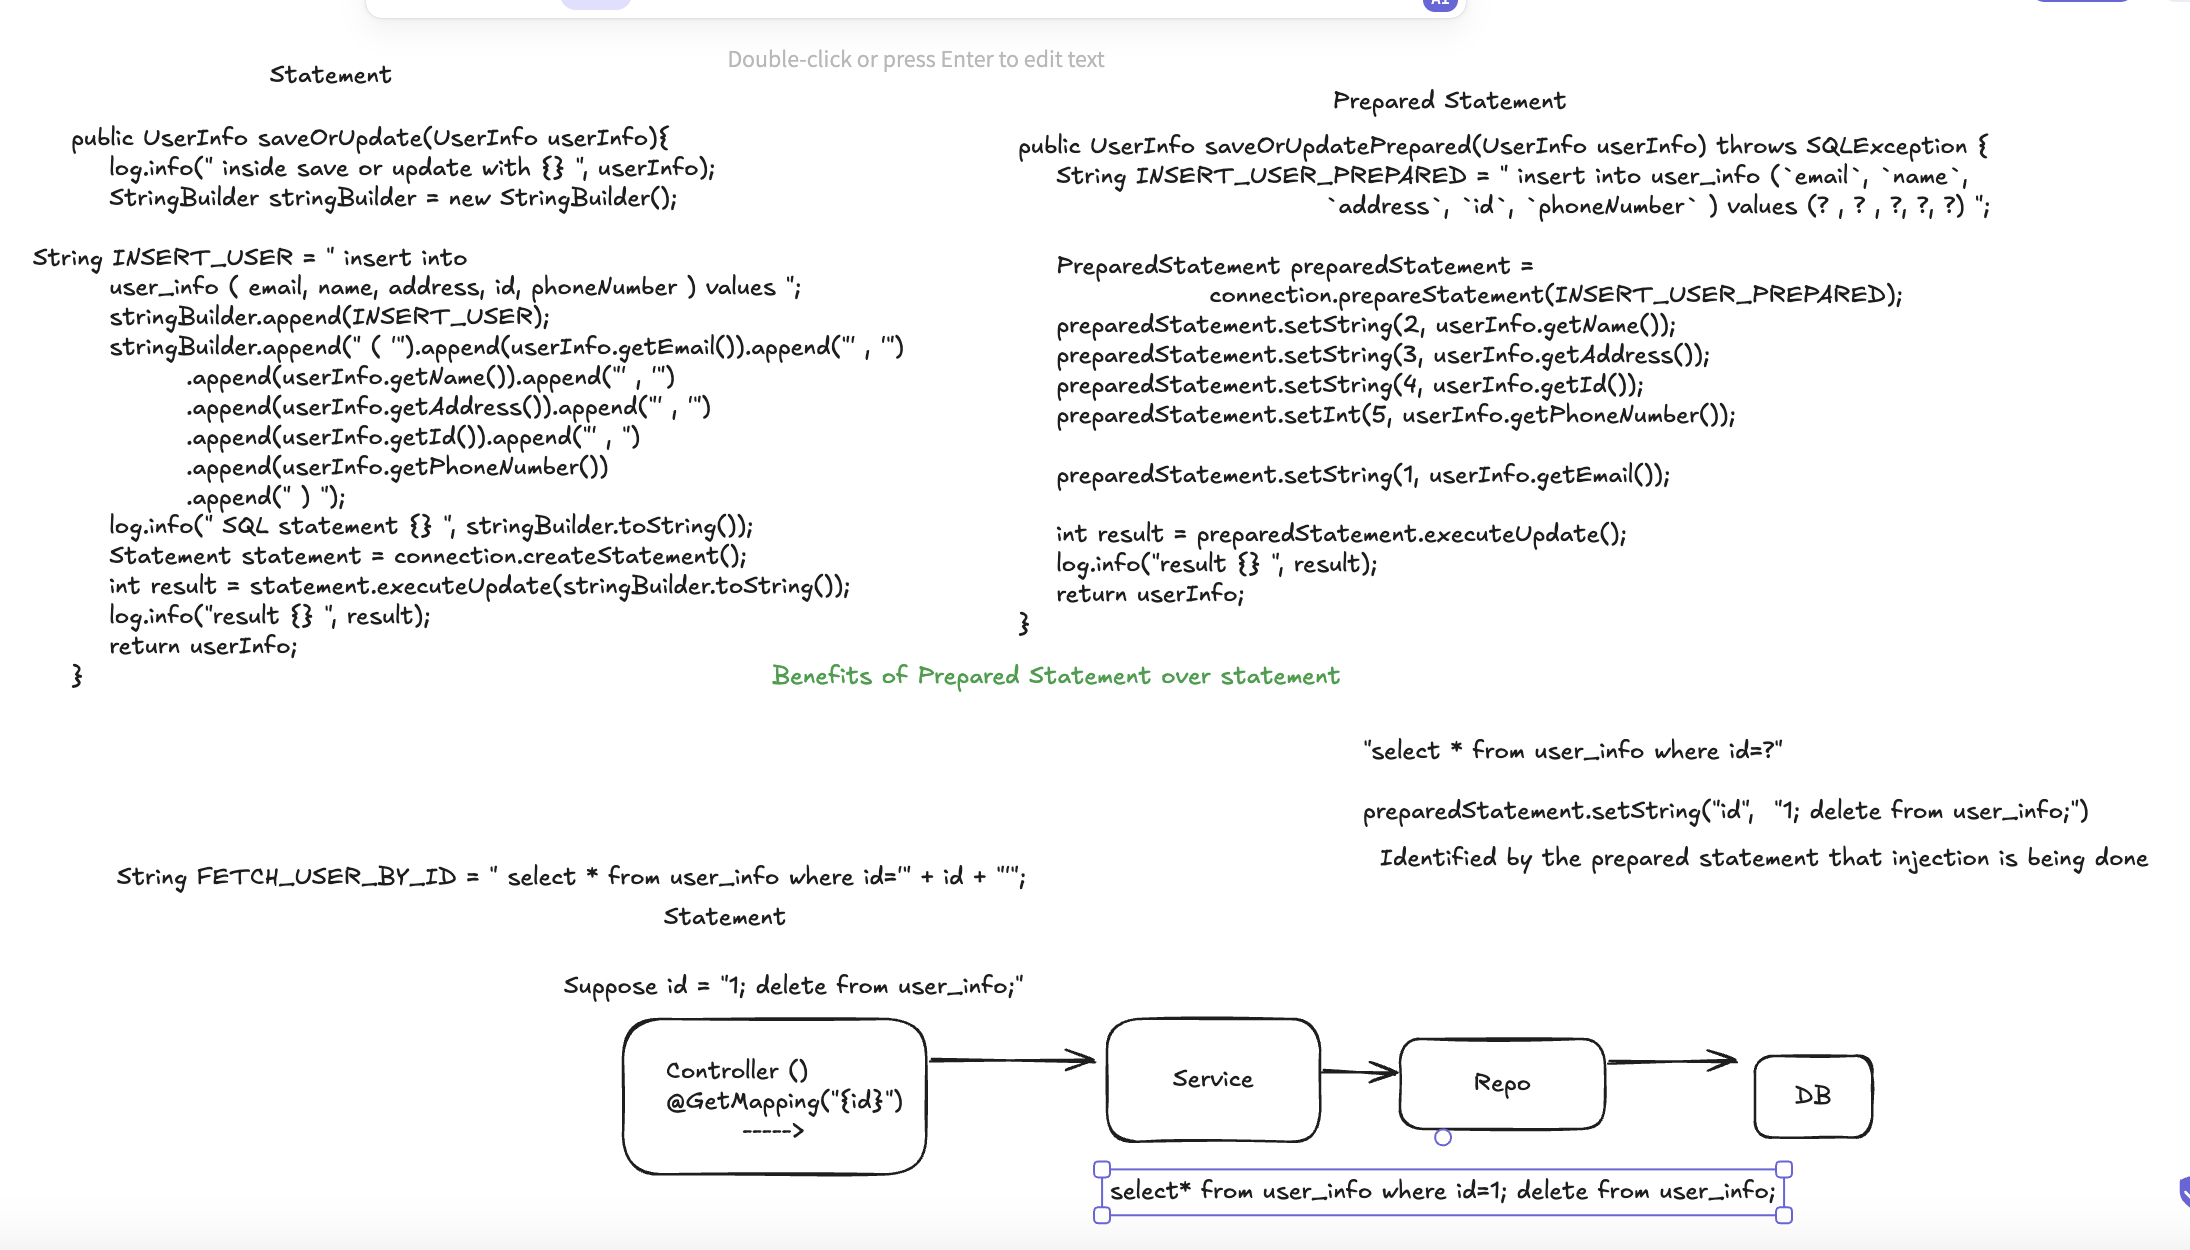 AI
Double-click or press Enter to edit text
Statement
public UserInfo saveOrUpdate(UserInfo userInfo){
log.info(" inside save or update with {} ", userInfo);
StringBuilder stringBuilder = new StringBuilder();
String INSERT_USER = " insert into
user_info ( email, name, address, id, phoneNumber ) values ";
stringBuilder.append(INSERT_USER);
stringBuilder.append(" ( '").append(userInfo.getEmail()).append("' , '")
.append(userInfo.getName()).append("' , '")
.append(userInfo.getAddress()).append("' , '")
.append(userInfo.getId()).append("' , ")
.append(userInfo.getPhoneNumber())
.append(" ) ");
log.info(" SQL statement {} ", stringBuilder.toString());
Statement statement = connection.createStatement();
int result = statement.executeUpdate(stringBuilder.toString());
log.info("result {} ", result);
return userInfo;
}
Prepared Statement
public UserInfo saveOrUpdatePrepared(UserInfo userInfo) throws SQLException {
String INSERT_USER_PREPARED = " insert into user_info (`email`, `name`,
`address`, `id`, `phoneNumber` ) values (? , ? , ?, ?, ?) ";
PreparedStatement preparedStatement =
connection.prepareStatement(INSERT_USER_PREPARED);
preparedStatement.setString(2, userInfo.getName());
preparedStatement.setString(3, userInfo.getAddress());
preparedStatement.setString(4, userInfo.getId());
preparedStatement.setInt(5, userInfo.getPhoneNumber());
preparedStatement.setString(1, userInfo.getEmail());
int result = preparedStatement.executeUpdate();
log.info("result {} ", result);
return userInfo;
}
Benefits of Prepared Statement over statement
"select * from user_info where id=?"
preparedStatement.setString("id", "1; delete from user_info;")
Identified by the prepared statement that injection is being done
String FETCH_USER_BY_ID = " select * from user_info where id='" + id + "'";
Statement
Suppose id = "1; delete from user_info;"
Controller ()
@GetMapping("{id}")
----->
Service
Repo
DB
select* from user_info where id=1; delete from user_info;